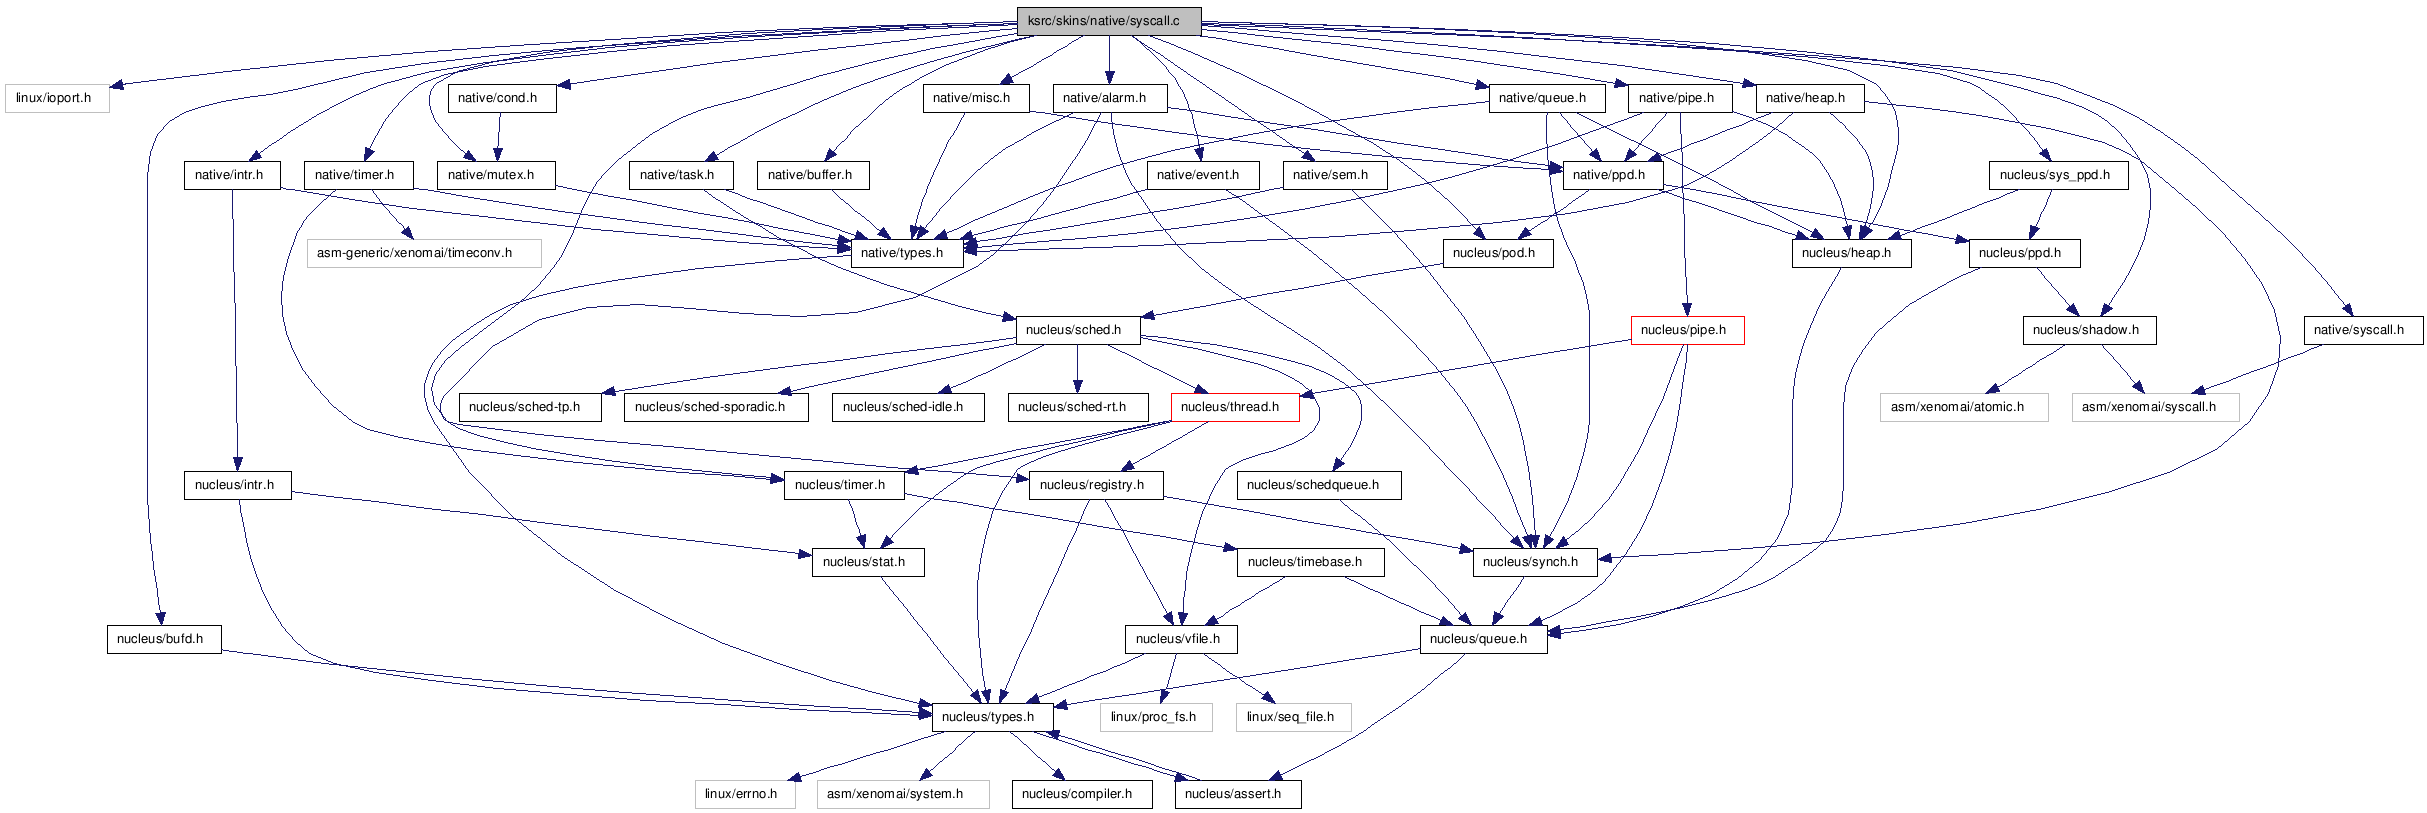 ksrc/skins/native/syscall.c
linux/ioport.h
native/cond.h
native/misc.h
native/alarm.h
native/queue.h
native/pipe.h
native/heap.h
native/intr.h
native/timer.h
native/mutex.h
native/task.h
native/buffer.h
native/event.h
native/sem.h
native/ppd.h
nucleus/sys_ppd.h
asm-generic/xenomai/timeconv.h
native/types.h
nucleus/pod.h
nucleus/heap.h
nucleus/ppd.h
nucleus/sched.h
nucleus/pipe.h
nucleus/shadow.h
native/syscall.h
nucleus/sched-tp.h
nucleus/sched-sporadic.h
nucleus/sched-idle.h
nucleus/sched-rt.h
nucleus/thread.h
asm/xenomai/atomic.h
asm/xenomai/syscall.h
nucleus/intr.h
nucleus/timer.h
nucleus/registry.h
nucleus/schedqueue.h
nucleus/stat.h
nucleus/timebase.h
nucleus/synch.h
nucleus/bufd.h
nucleus/vfile.h
nucleus/queue.h
nucleus/types.h
linux/proc_fs.h
linux/seq_file.h
linux/errno.h
asm/xenomai/system.h
nucleus/compiler.h
nucleus/assert.h